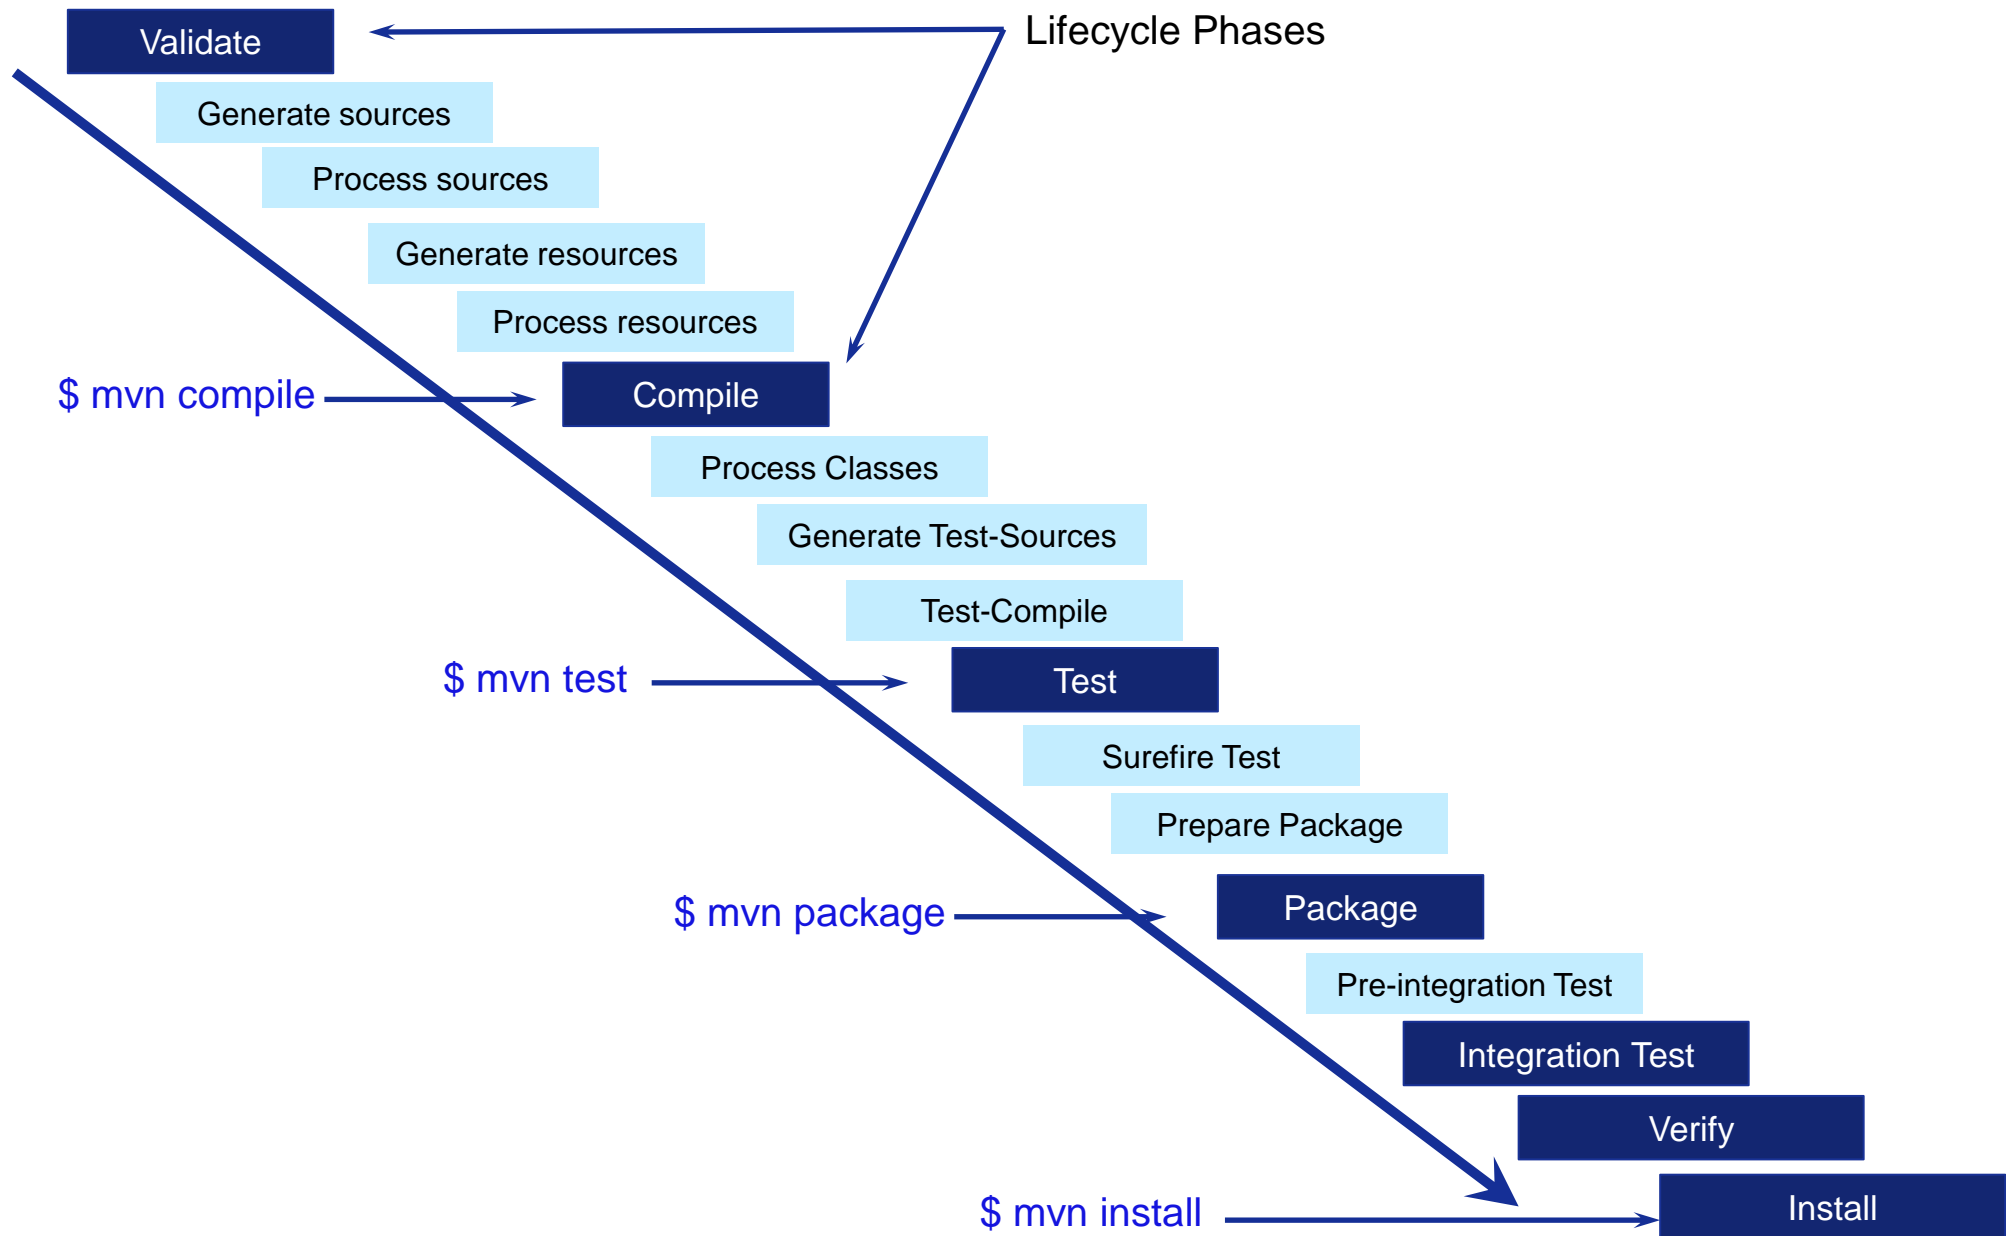 Validate
Lifecycle Phases
Generate sources
Process sources
Generate resources
Process resources
$ mvn compile
Compile
Process Classes
Generate Test-Sources
Test-Compile
$ mvn test
Test
Surefire Test
Prepare Package
$ mvn package
Package
Pre-integration Test
Integration Test
Verify
$ mvn install
Install